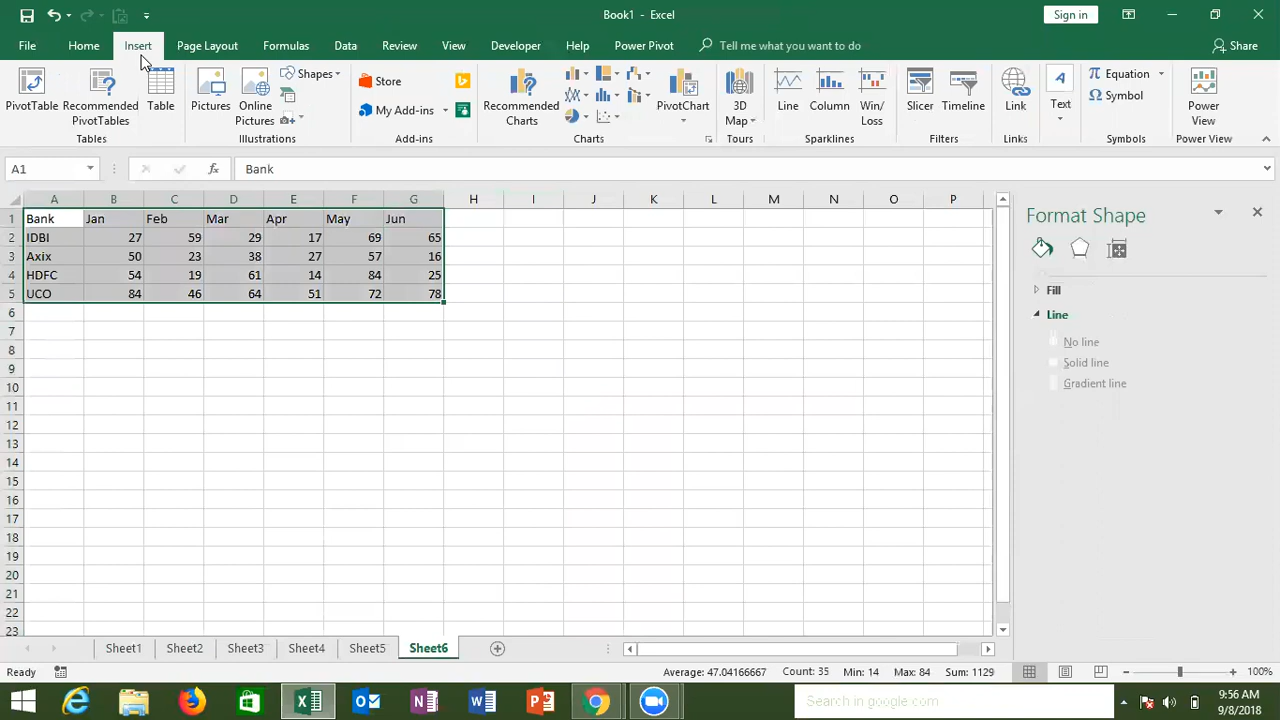 Book1 - Excel
Sign in
File Home Insert Page Layout Formulas Data Review View Developer Help Power Pivot Tell me what you want to do Share
PivotTable
Recommended PivotTables
Table
Tables
Pictures
Online Pictures
Shapes
Illustrations
Store
My Add-ins
Add-ins
Recommended Charts
PivotChart
Charts
3D Map
Tours
Line
Column
Win/Loss
Sparklines
Slicer
Timeline
Filters
Link
Links
Text
Equation
Symbol
Symbols
Power View
Power View
A1 fx Bank
A B C D E F G H I J K L M N O P
1 Bank Jan Feb Mar Apr May Jun
2 IDBI 27 59 29 17 69 65
3 Axix 50 23 38 27 57 16
4 HDFC 54 19 61 14 84 25
5 UCO 84 46 64 51 72 78
6
7
8
9
10
11
12
13
14
15
16
17
18
19
20
21
22
23
Format Shape
Fill
Line
No line
Solid line
Gradient line
Sheet1 Sheet2 Sheet3 Sheet4 Sheet5 Sheet6
Ready Average: 47.04166667 Count: 35 Min: 14 Max: 84 Sum: 1129 100%
Search in google.com
9:56 AM
9/8/2018